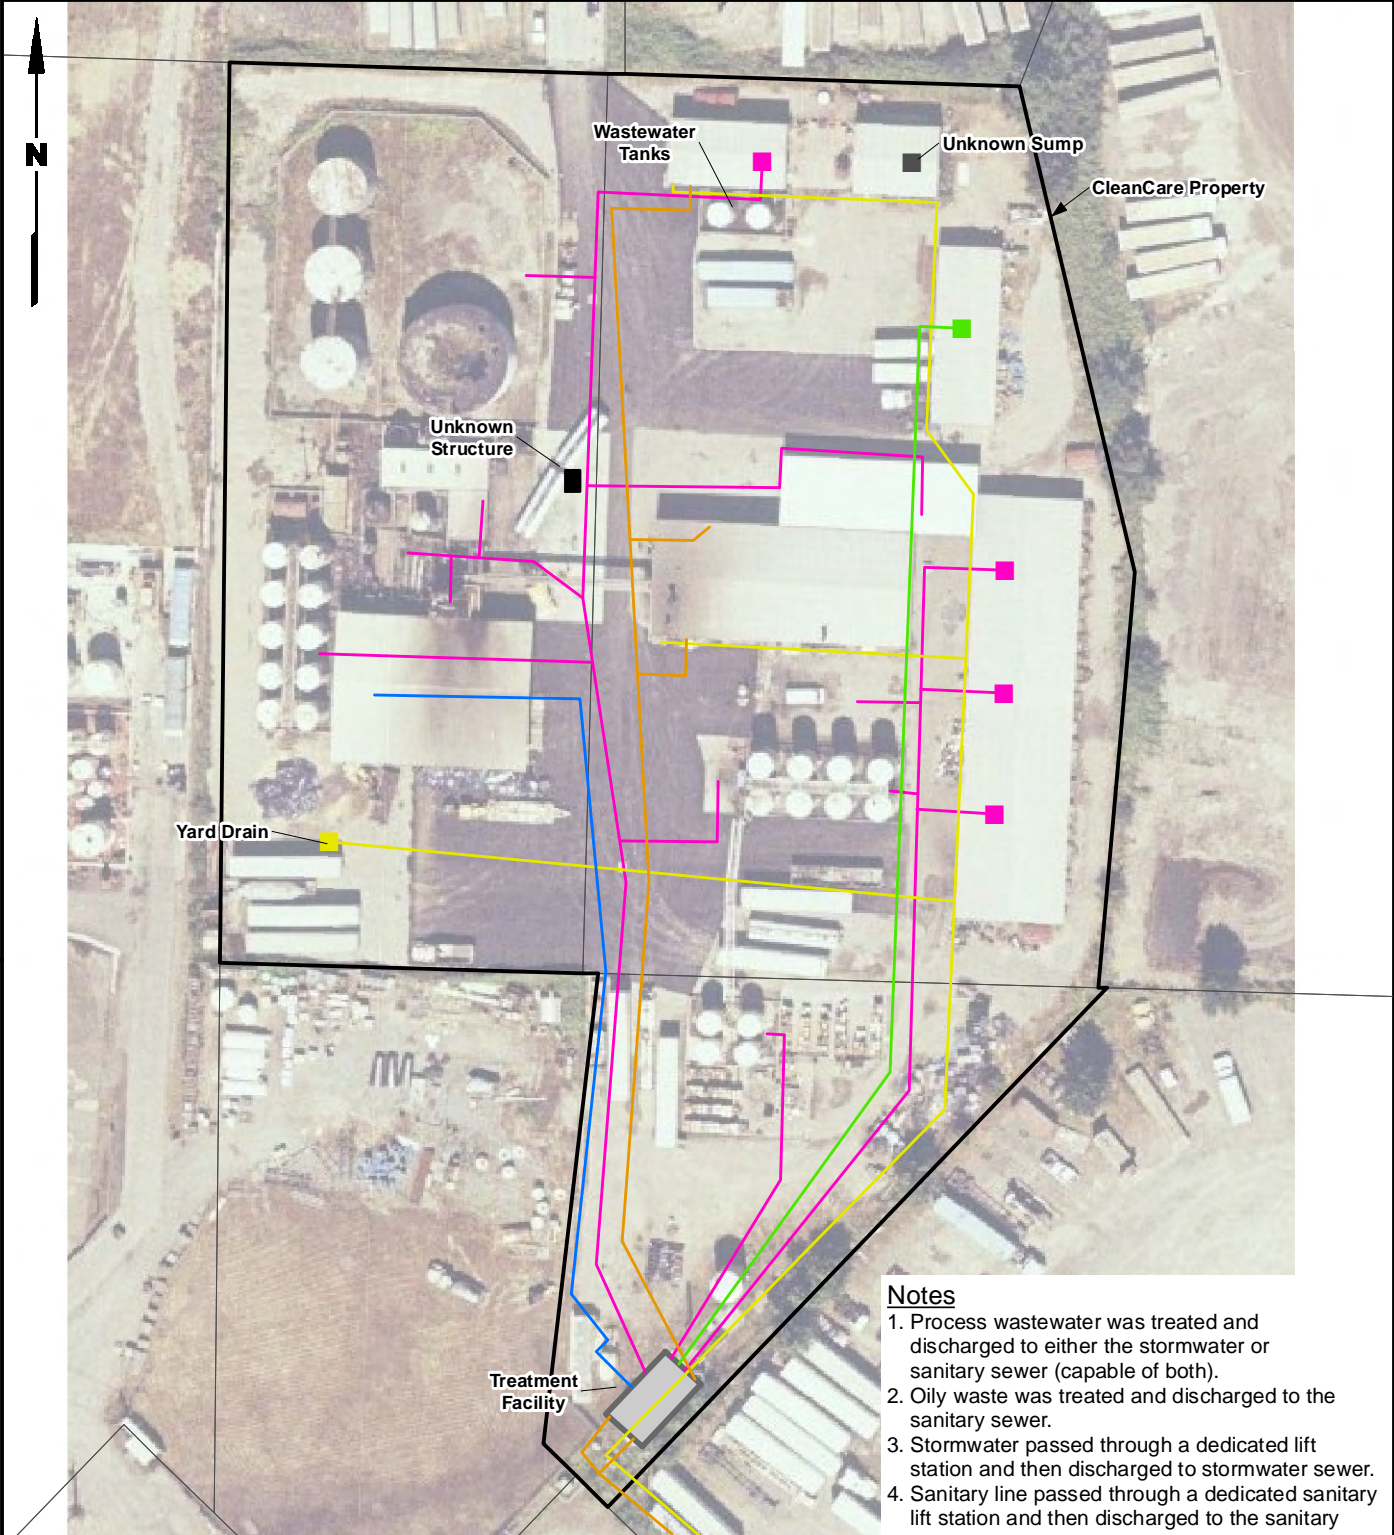 N
Wastewater
Tanks
Unknown Sump
CleanCare Property
Unknown
Structure
Yard Drain
Treatment
Facility
Notes
1. Process wastewater was treated and
discharged to either the stormwater or
sanitary sewer (capable of both).
2. Oily waste was treated and discharged to the
sanitary sewer.
3. Stormwater passed through a dedicated lift
station and then discharged to stormwater sewer.
4. Sanitary line passed through a dedicated sanitary
lift station and then discharged to the sanitary